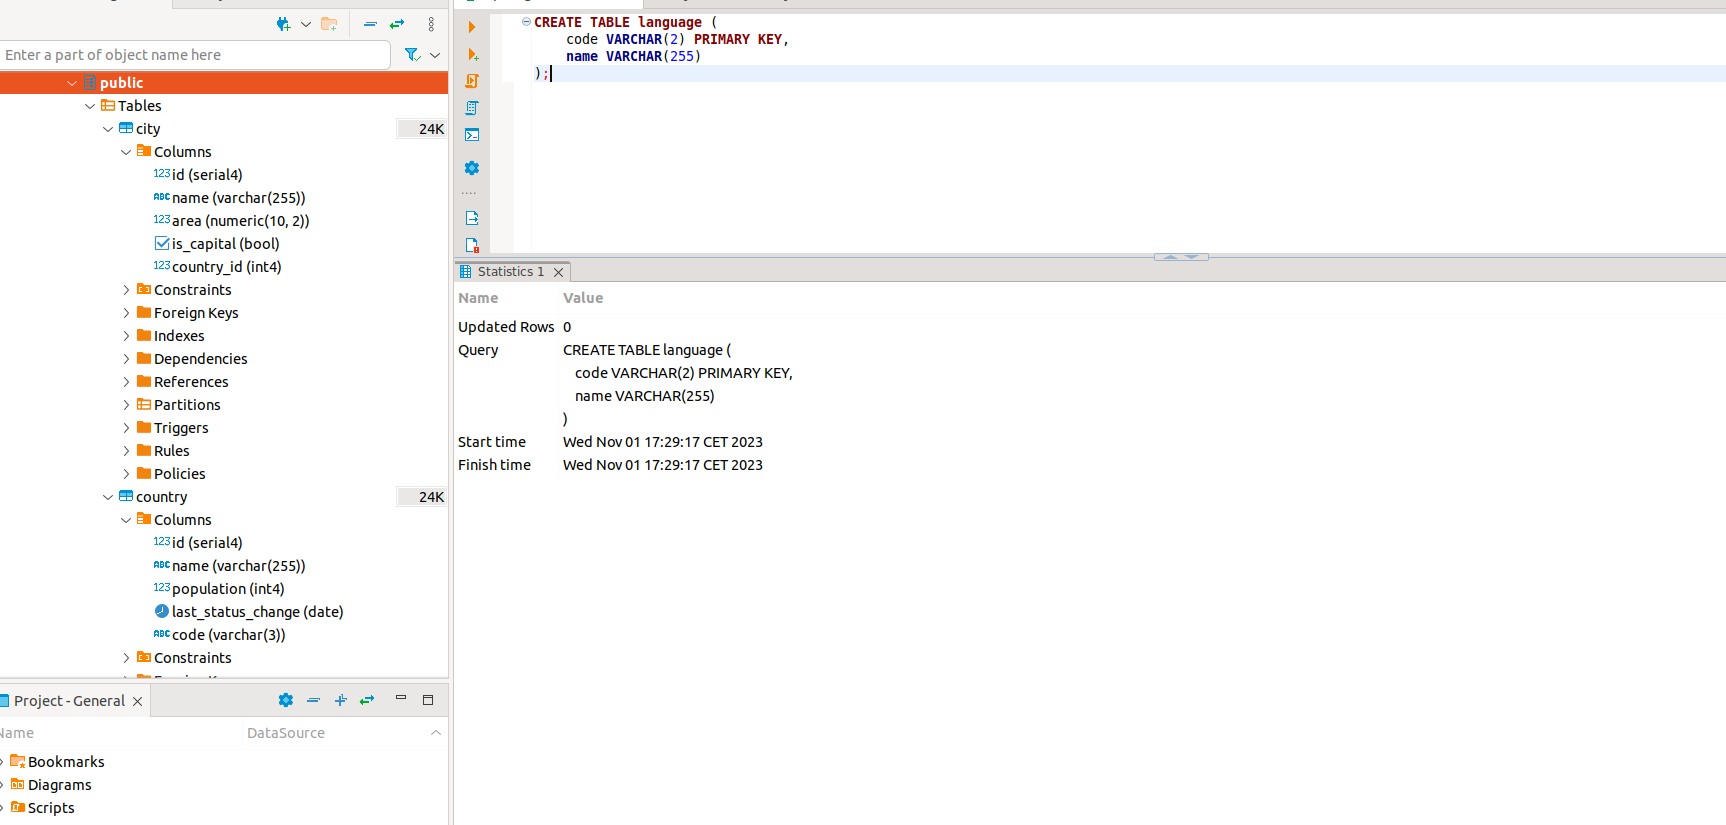 Enter a part of object name here
public
Tables
city 24K
Columns
123 id (serial4)
ABC name (varchar(255))
123 area (numeric(10, 2))
is_capital (bool)
123 country_id (int4)
Constraints
Foreign Keys
Indexes
Dependencies
References
Partitions
Triggers
Rules
Policies
country 24K
Columns
123 id (serial4)
ABC name (varchar(255))
123 population (int4)
last_status_change (date)
ABC code (varchar(3))
Constraints
Project - General
Name DataSource
Bookmarks
Diagrams
Scripts
CREATE TABLE language (
code VARCHAR(2) PRIMARY KEY,
name VARCHAR(255)
);
Statistics 1
Name Value
Updated Rows 0
Query CREATE TABLE language (
code VARCHAR(2) PRIMARY KEY,
name VARCHAR(255)
)
Start time Wed Nov 01 17:29:17 CET 2023
Finish time Wed Nov 01 17:29:17 CET 2023